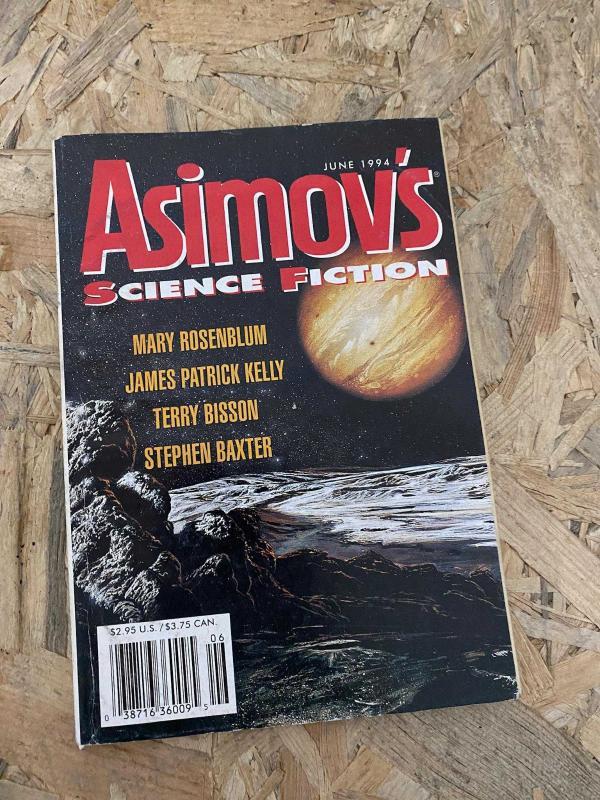 JUNE 1994
Asimov's®
SCIENCE FICTION
MARY ROSENBLUM
JAMES PATRICK KELLY
TERRY BISSON
STEPHEN BAXTER
$2.95 U.S. / $3.75 CAN.
06
0 38716 36009 5